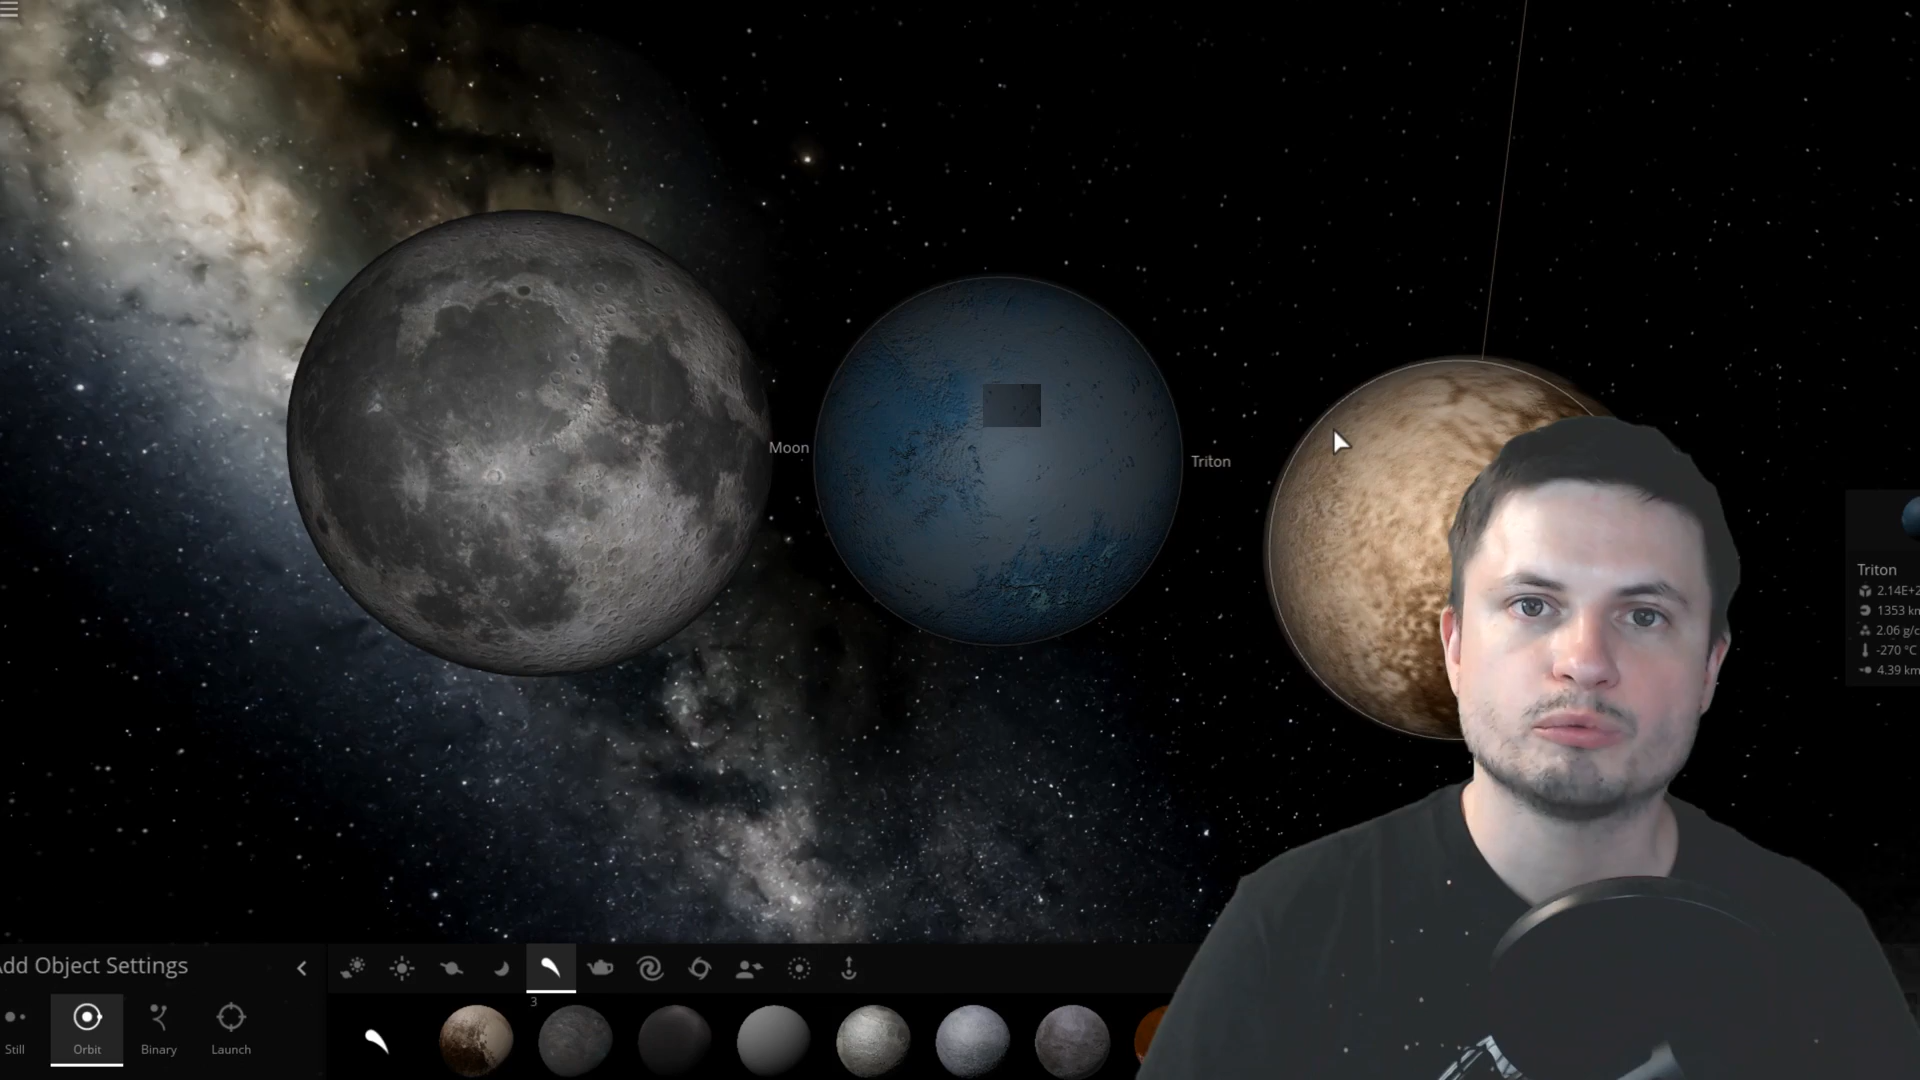 Moon
Triton
Triton
2.14E+2
1353 km
2.06 g/c
-270 °C
4.39 km
dd Object Settings
3
Still
Orbit
Binary
Launch